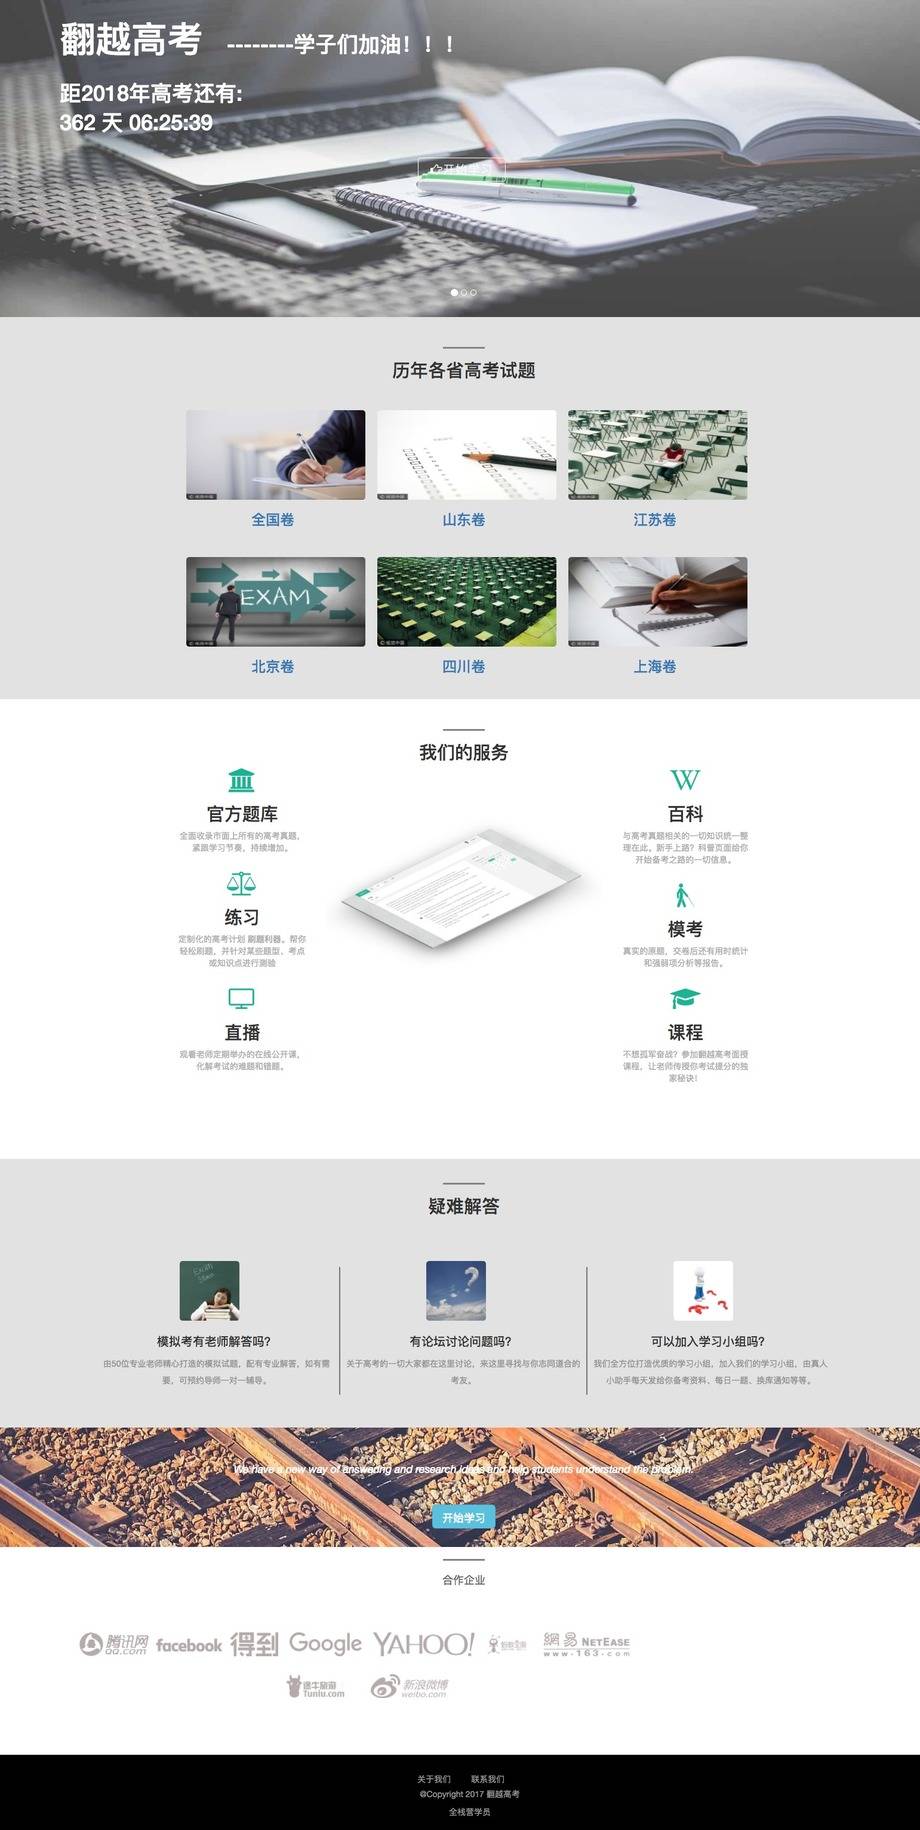 翻越高考 --------学子们加油！！！
距2018年高考还有:
362 天 06:25:39
开始学习
历年各省高考试题
全国卷
山东卷
江苏卷
EXAM
北京卷
四川卷
上海卷
我们的服务
官方题库
全面收录市面上所有的高考真题，
紧跟学习节奏，持续增加。
练习
定制化的高考计划 刷题利器。帮你
轻松刷题，并针对某些题型、考点
或知识点进行测验
直播
观看老师定期举办的在线公开课，
化解考试的难题和错题。
百科
与高考真题相关的一切知识统一整
理在此。新手上路？科普页面给你
开始备考之路的一切信息。
模考
真实的原题，交卷后还有用时统计
和强弱项分析等报告。
课程
不想孤军奋战？参加翻越高考面授
课程，让老师传授你考试提分的独
家秘诀！
疑难解答
模拟考有老师解答吗?
由50位专业老师精心打造的模拟试题，配有专业解答，如有需
要，可预约导师一对一辅导。
有论坛讨论问题吗?
关于高考的一切大家都在这里讨论，来这里寻找与你志同道合的
考友。
可以加入学习小组吗?
我们全方位打造优质的学习小组，加入我们的学习小组，由真人
小助手每天发给你备考资料、每日一题、换库通知等等。
We have a new way of answering and research ideas and help students understand the problem.
开始学习
合作企业
腾讯网 QQ.com facebook 得到 Google YAHOO! 蚂蚁金服 網易 NETEASE www.163.com
途牛旅游 Tuniu.com 新浪微博 weibo.com
关于我们 联系我们
@Copyright 2017 翻越高考
全栈营学员